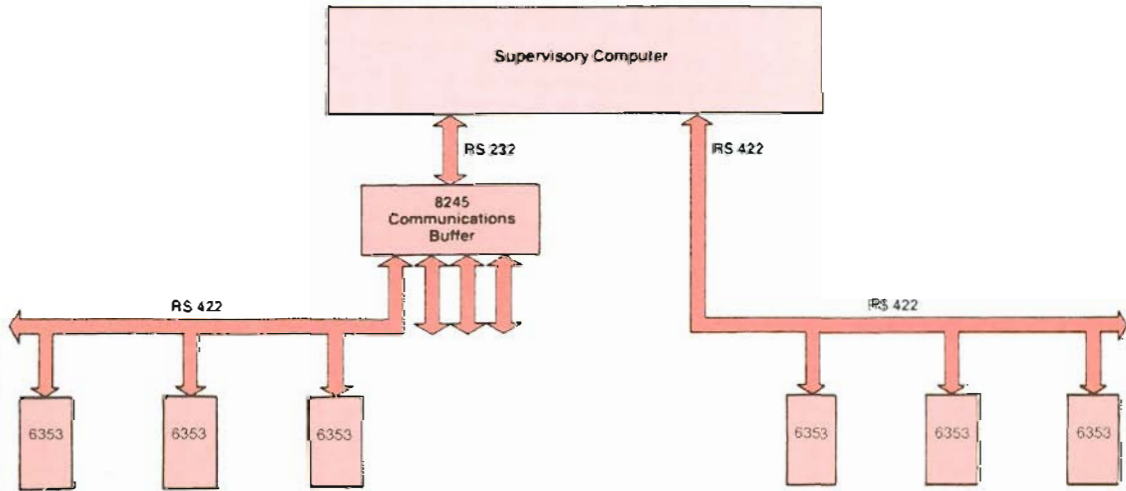 Supervisory Computer
RS 232
RS 422
8245
Communications
Buffer
RS 422
RS 422
6353
6353
6353
6353
6353
6353